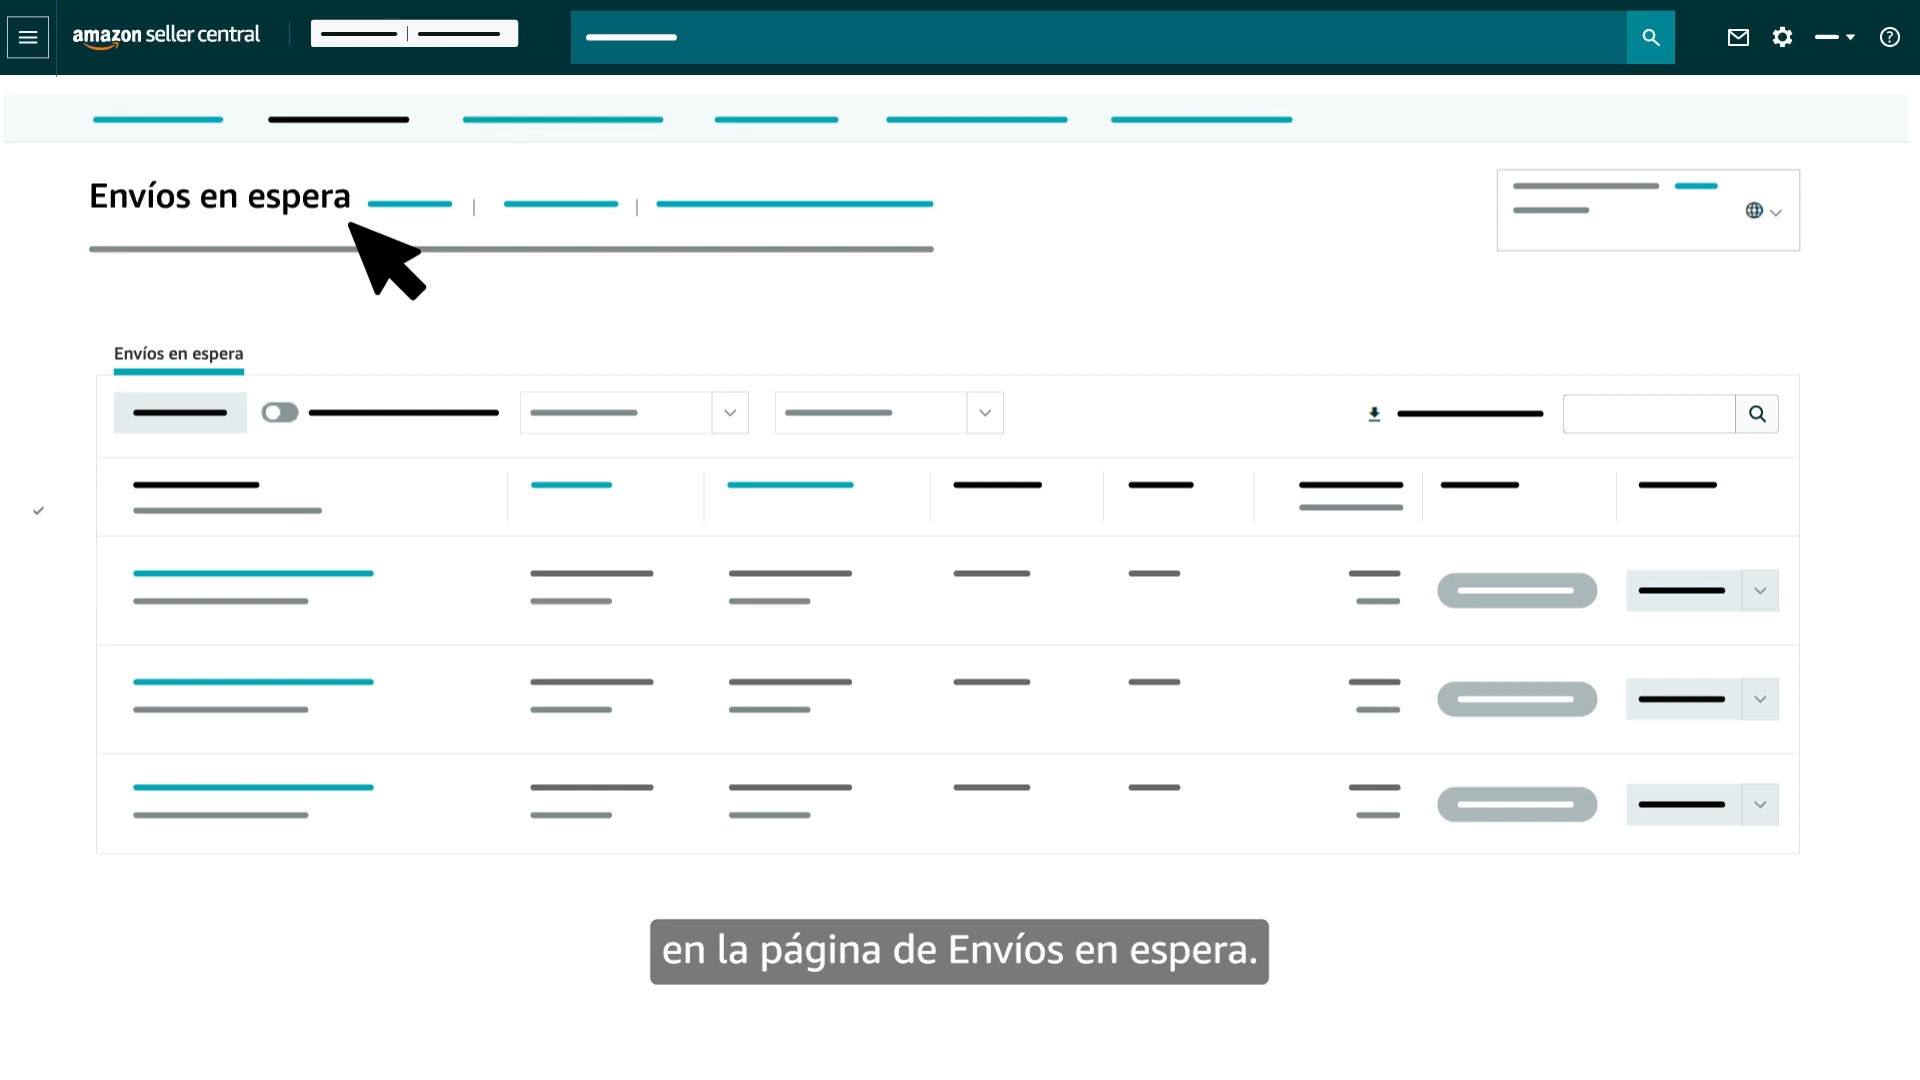 amazon seller central
Envíos en espera
Envíos en espera
en la página de Envíos en espera.